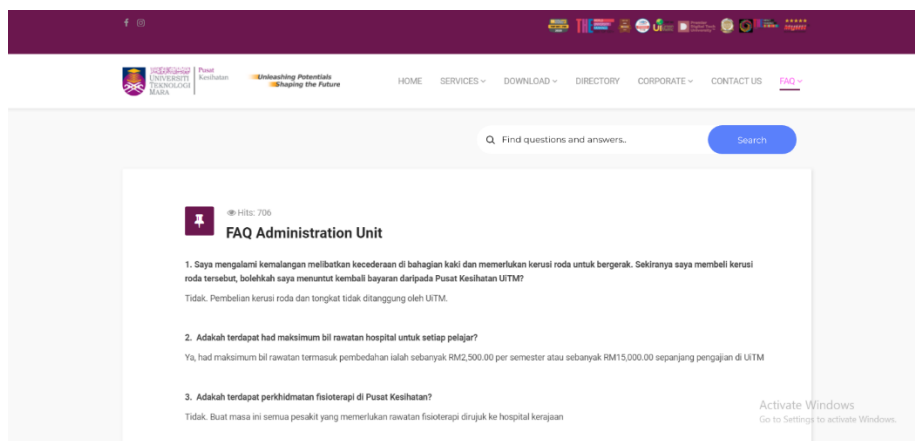 UNIVERSITI
TEKNOLOGI
MARA
Pusat
Kesihatan
Unleashing Potentials
Shaping the Future
HOME SERVICES DOWNLOAD DIRECTORY CORPORATE CONTACT US FAQ
Find questions and answers.. Search
Hits: 706
FAQ Administration Unit
1. Saya mengalami kemalangan melibatkan kecederaan di bahagian kaki dan memerlukan kerusi roda untuk bergerak. Sekiranya saya membeli kerusi
roda tersebut, bolehkah saya menuntut kembali bayaran daripada Pusat Kesihatan UiTM?
Tidak. Pembelian kerusi roda dan tongkat tidak ditanggung oleh UiTM.
2. Adakah terdapat had maksimum bil rawatan hospital untuk setiap pelajar?
Ya, had maksimum bil rawatan termasuk pembedahan ialah sebanyak RM2,500.00 per semester atau sebanyak RM15,000.00 sepanjang pengajian di UiTM
3. Adakah terdapat perkhidmatan fisioterapi di Pusat Kesihatan?
Tidak. Buat masa ini semua pesakit yang memerlukan rawatan fisioterapi dirujuk ke hospital kerajaan
Activate Windows
Go to Settings to activate Windows.